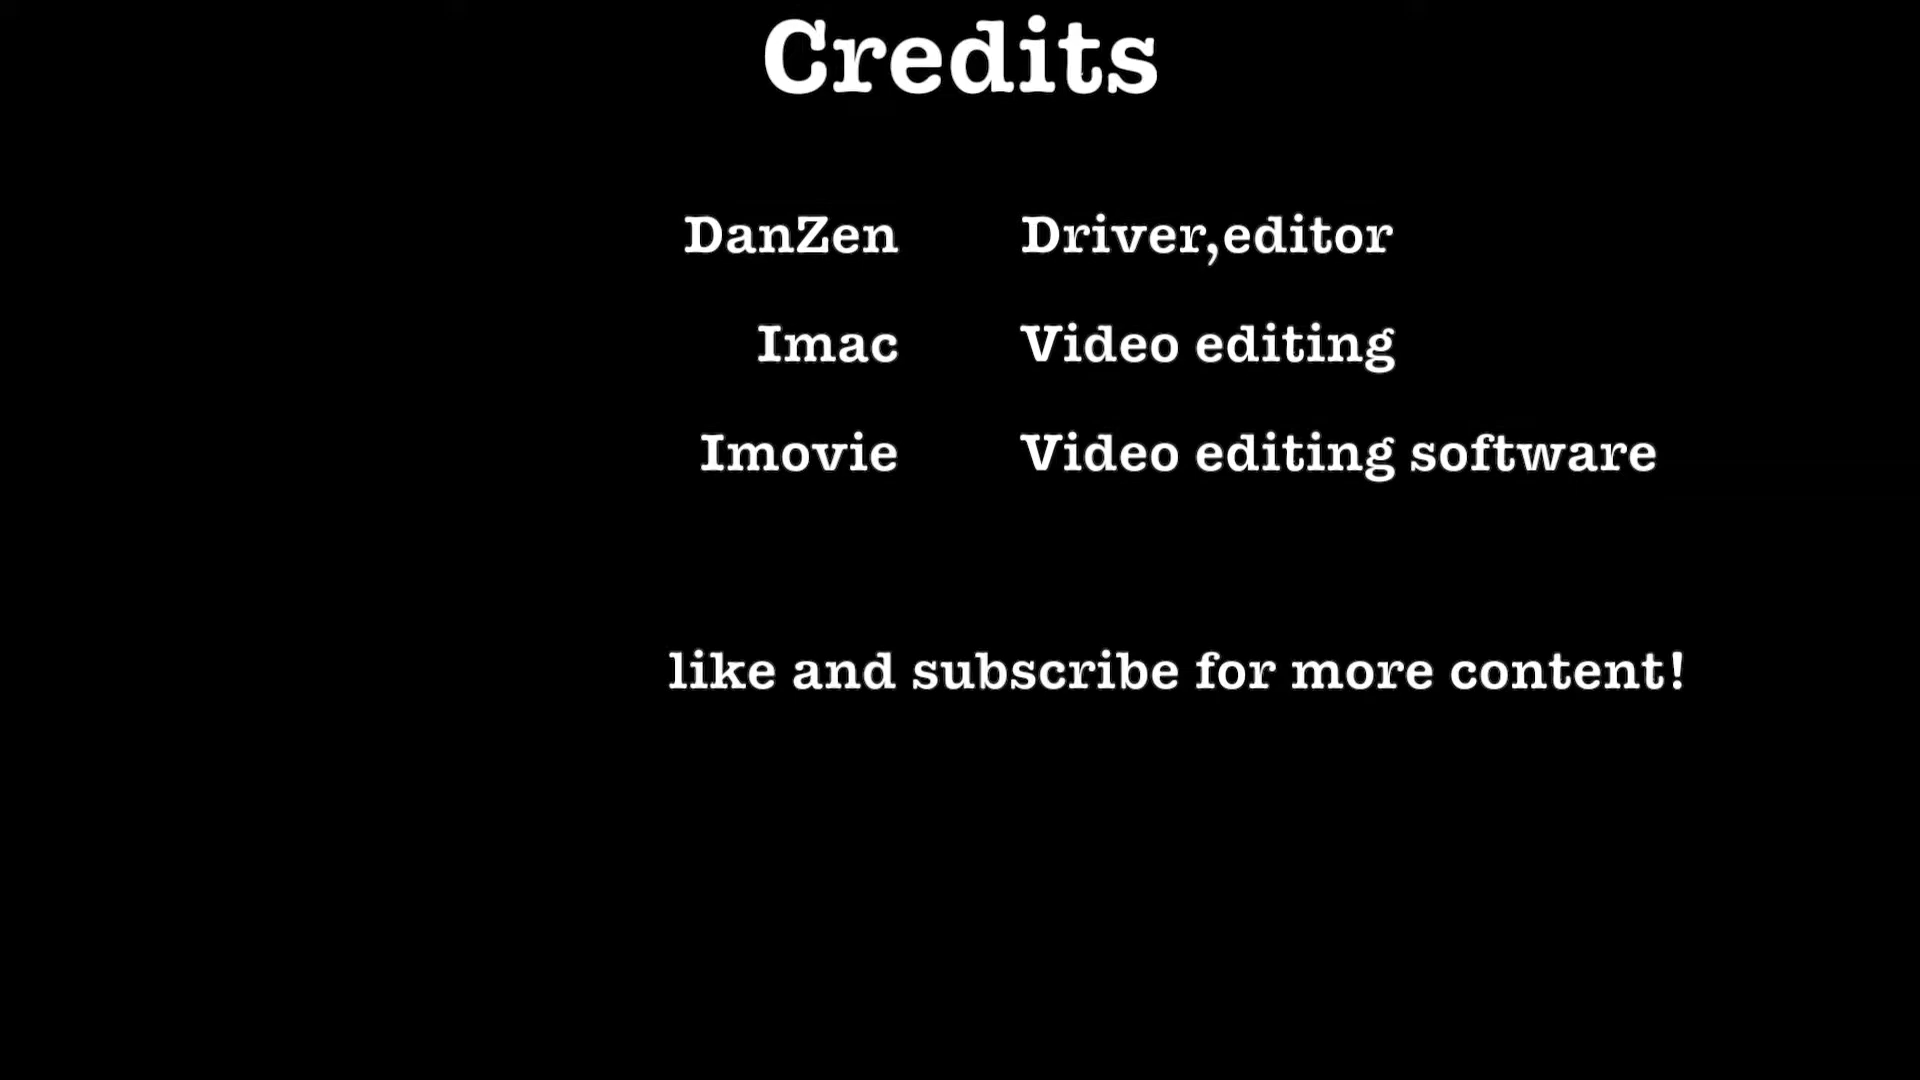 Credits
DanZen Driver,editor
Imac Video editing
Imovie Video editing software
like and subscribe for more content!